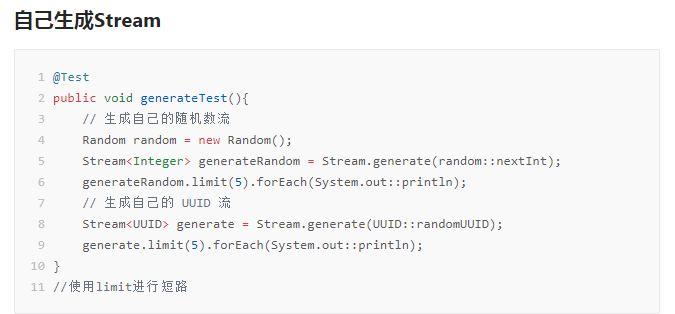 自己生成Stream
1 @Test
2 public void generateTest(){
3     // 生成自己的随机数流
4     Random random = new Random();
5     Stream<Integer> generateRandom = Stream.generate(random::nextInt);
6     generateRandom.limit(5).forEach(System.out::println);
7     // 生成自己的 UUID 流
8     Stream<UUID> generate = Stream.generate(UUID::randomUUID);
9     generate.limit(5).forEach(System.out::println);
10 }
11 //使用limit进行短路